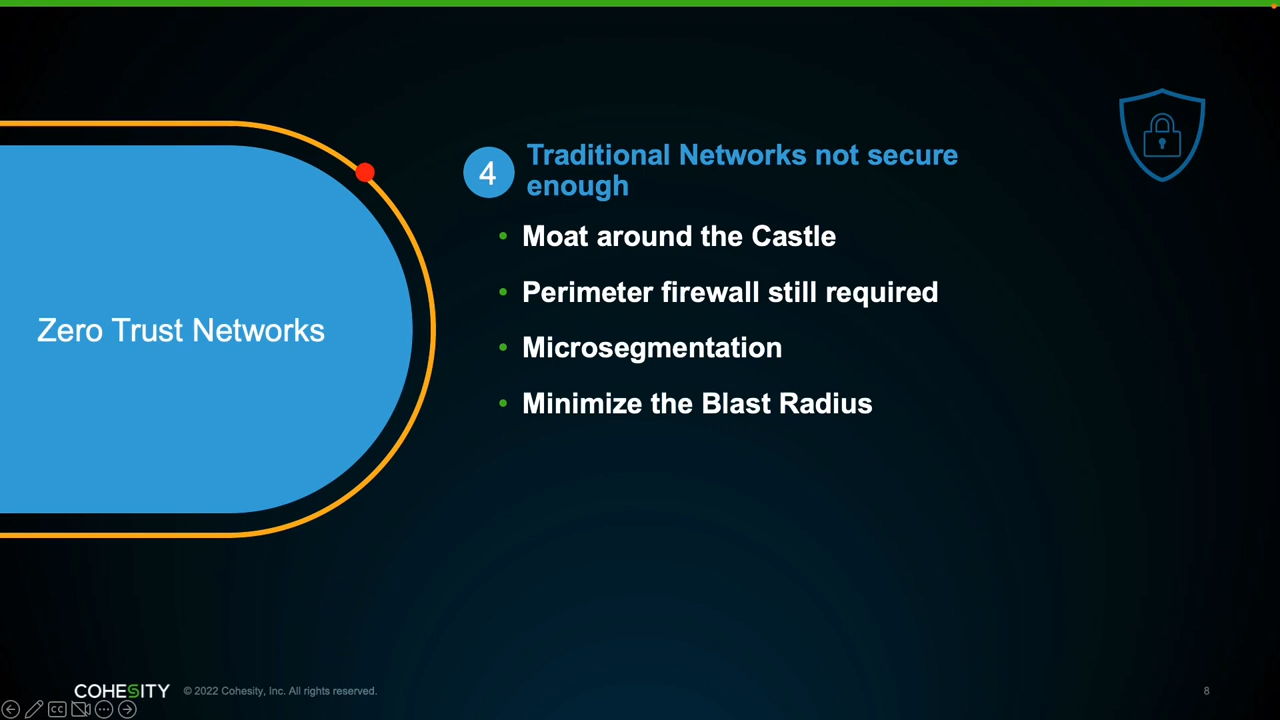 4
Traditional Networks not secure
enough
• Moat around the Castle
• Perimeter firewall still required
Zero Trust Networks
• Microsegmentation
• Minimize the Blast Radius
COHESITY © 2022 Cohesity, Inc. All rights reserved.
8
CC